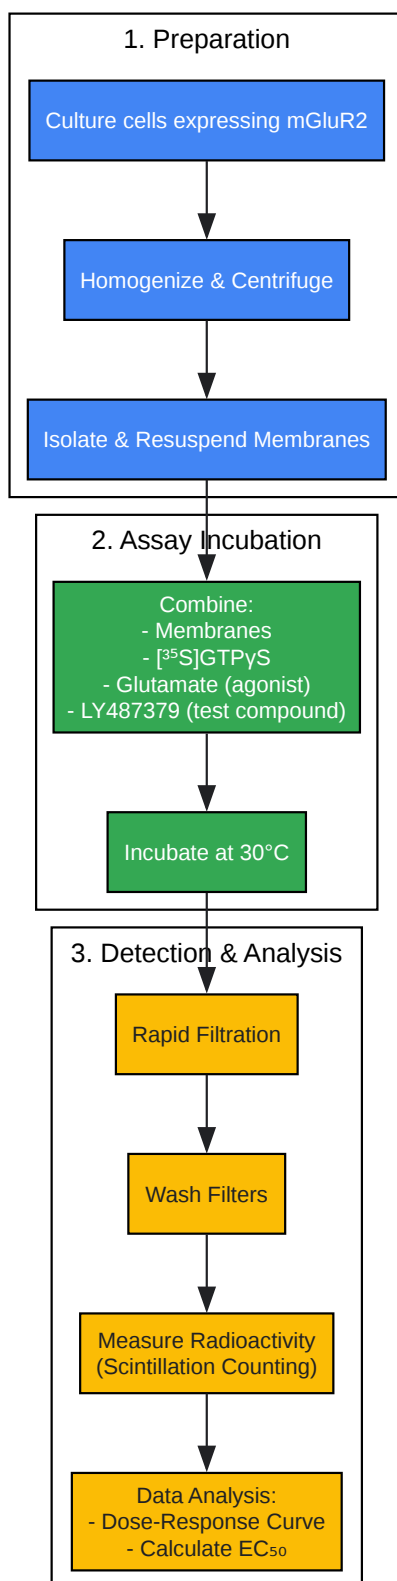 1. Preparation
Culture cells expressing mGluR2
Homogenize & Centrifuge
Isolate & Resuspend Membranes
2. Assay Incubation
Combine:
- Membranes
- [³⁵S]GTPγS
- Glutamate (agonist)
- LY487379 (test compound)
Incubate at 30°C
3. Detection & Analysis
Rapid Filtration
Wash Filters
Measure Radioactivity
(Scintillation Counting)
Data Analysis:
- Dose-Response Curve
- Calculate EC₅₀